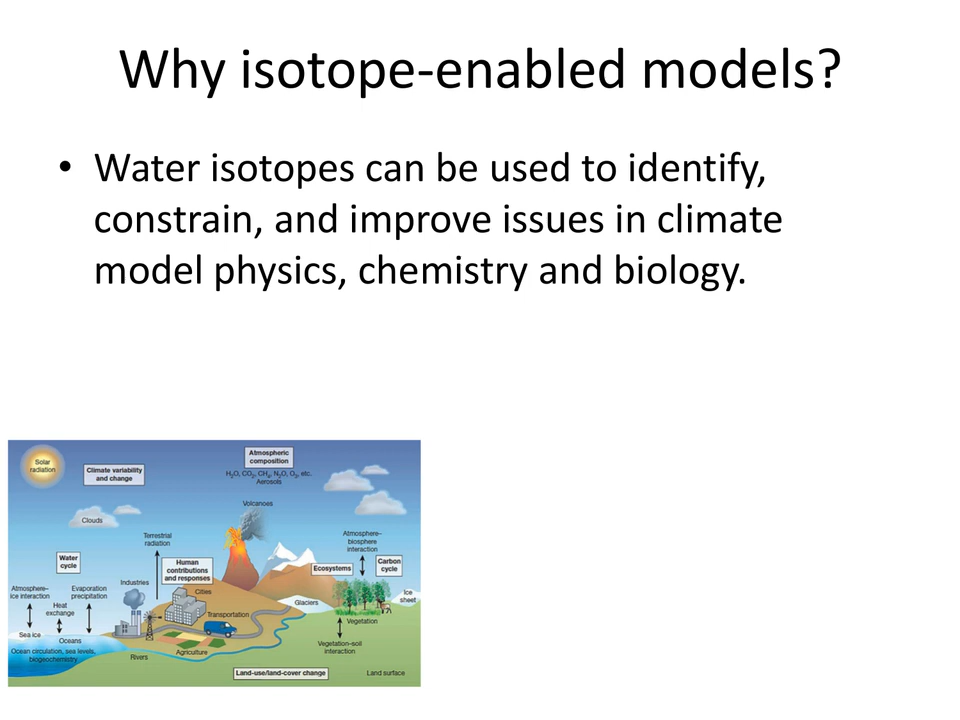 Why isotope-enabled models?
• Water isotopes can be used to identify,
constrain, and improve issues in climate
model physics, chemistry and biology.
Solar
radiation
Climate variability
and change
Atmospheric
composition
H₂O, CO₂, CH₄, N₂O, O₃, etc.
Aerosols
Volcanoes
Clouds
Terrestrial
radiation
Atmosphere–
biosphere
interaction
Water
cycle
Human
contributions
and responses
Ecosystems
Carbon
cycle
Atmosphere–
ice interaction
Evaporation
precipitation
Heat
exchange
Industries
Cities
Transportation
Glaciers
Ice
sheet
Vegetation
Sea ice
Oceans
Ocean circulation, sea levels,
biogeochemistry
Rivers
Agriculture
Vegetation–soil
interaction
Land-use/land-cover change
Land surface